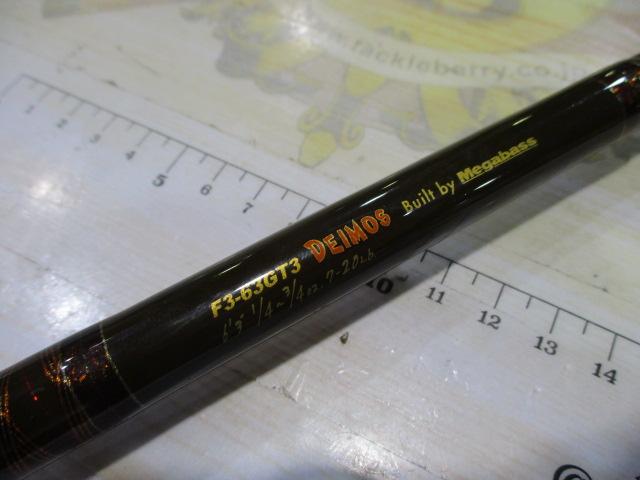 www.tackleberry.co.jp
1 2 3 4 5 6 7 10 11 12 13 14
F3-63GT3 DEIMOS Built by Megabass
6'3" 1/4~3/4oz. 7-20Lb.
©